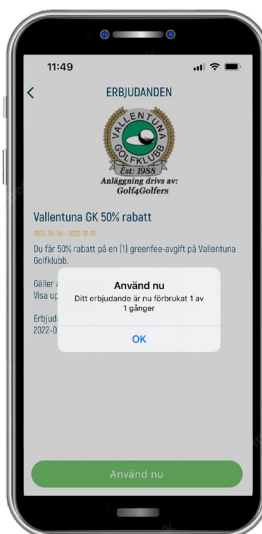 11:49
ERBJUDANDEN
VALLENTUNA
GOLFKLUBB
Est: 1988
Anläggning drivs av:
Golf4Golfers
Vallentuna GK 50% rabatt
Du får 50% rabatt på en (1) greenfee-avgift på Vallentuna
Golfklubb.
Gäller
Visa up
Använd nu
Ditt erbjudande är nu förbrukat 1 av
1 gånger
OK
Erbjud
2022-0
Använd nu